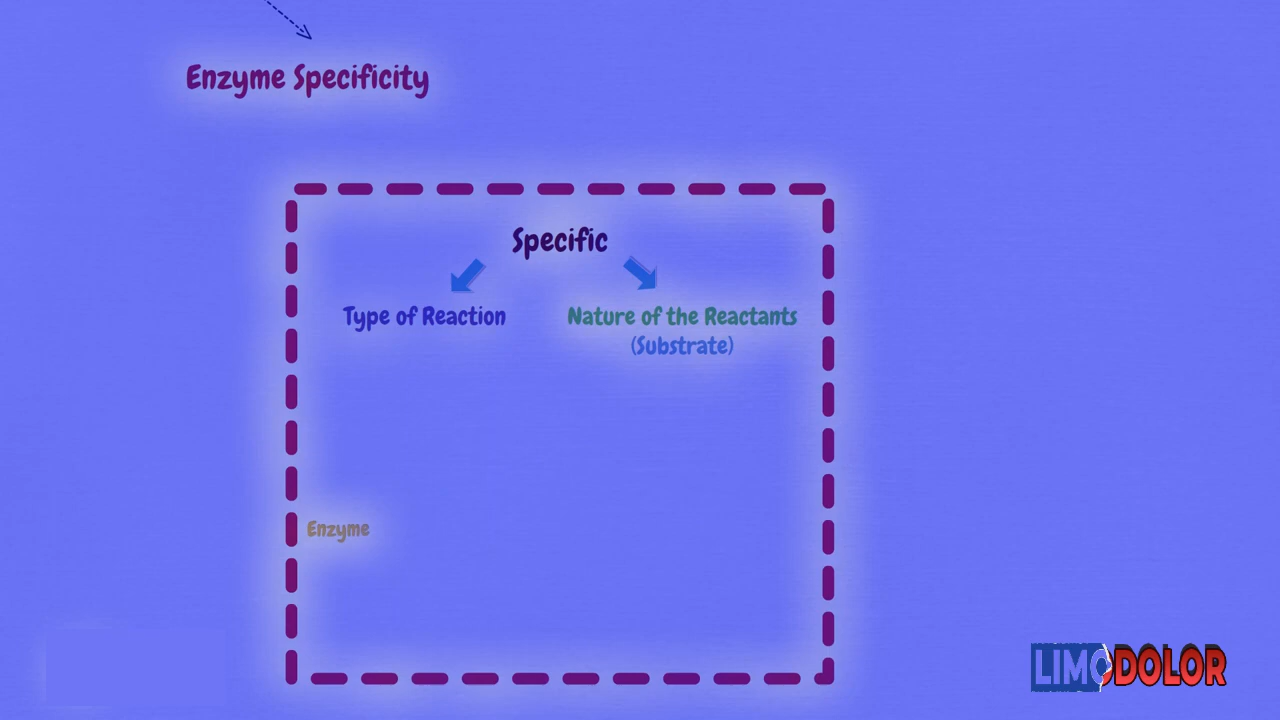 Enzyme Specificity
Specific
Type of Reaction
Nature of the Reactants
(Substrate)
Enzyme
LIMODOLOR